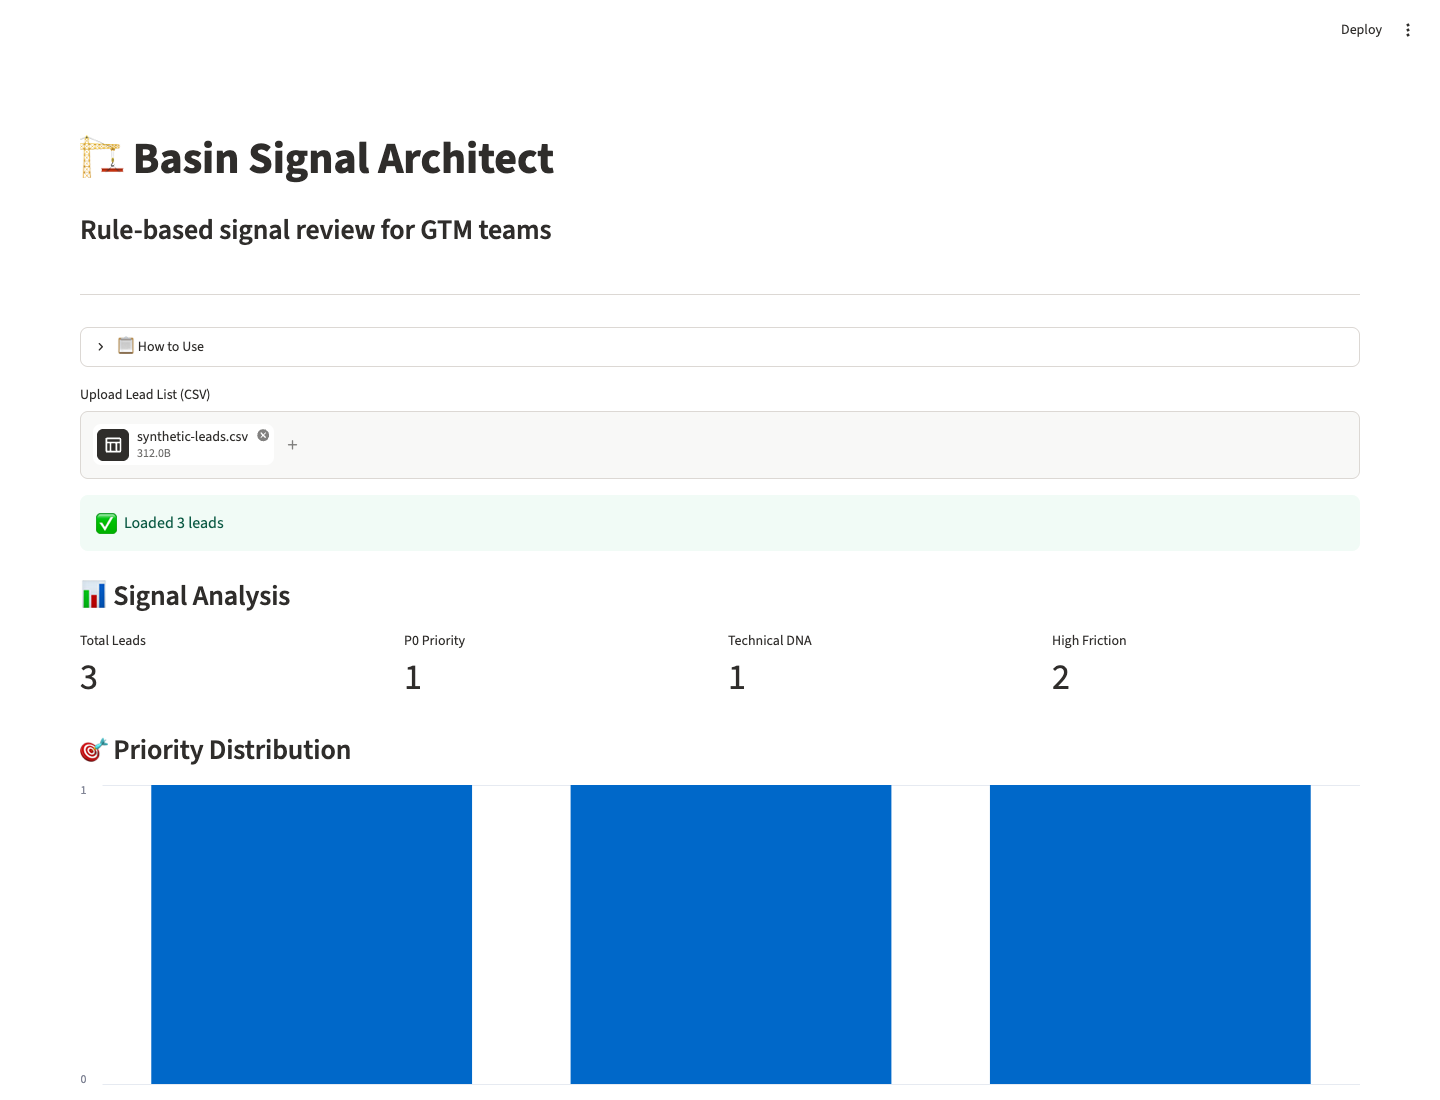 Deploy
Basin Signal Architect
Rule-based signal review for GTM teams
How to Use
Upload Lead List (CSV)
synthetic-leads.csv
312.0B
Loaded 3 leads
Signal Analysis
Total Leads
3
P0 Priority
1
Technical DNA
1
High Friction
2
Priority Distribution
1
0